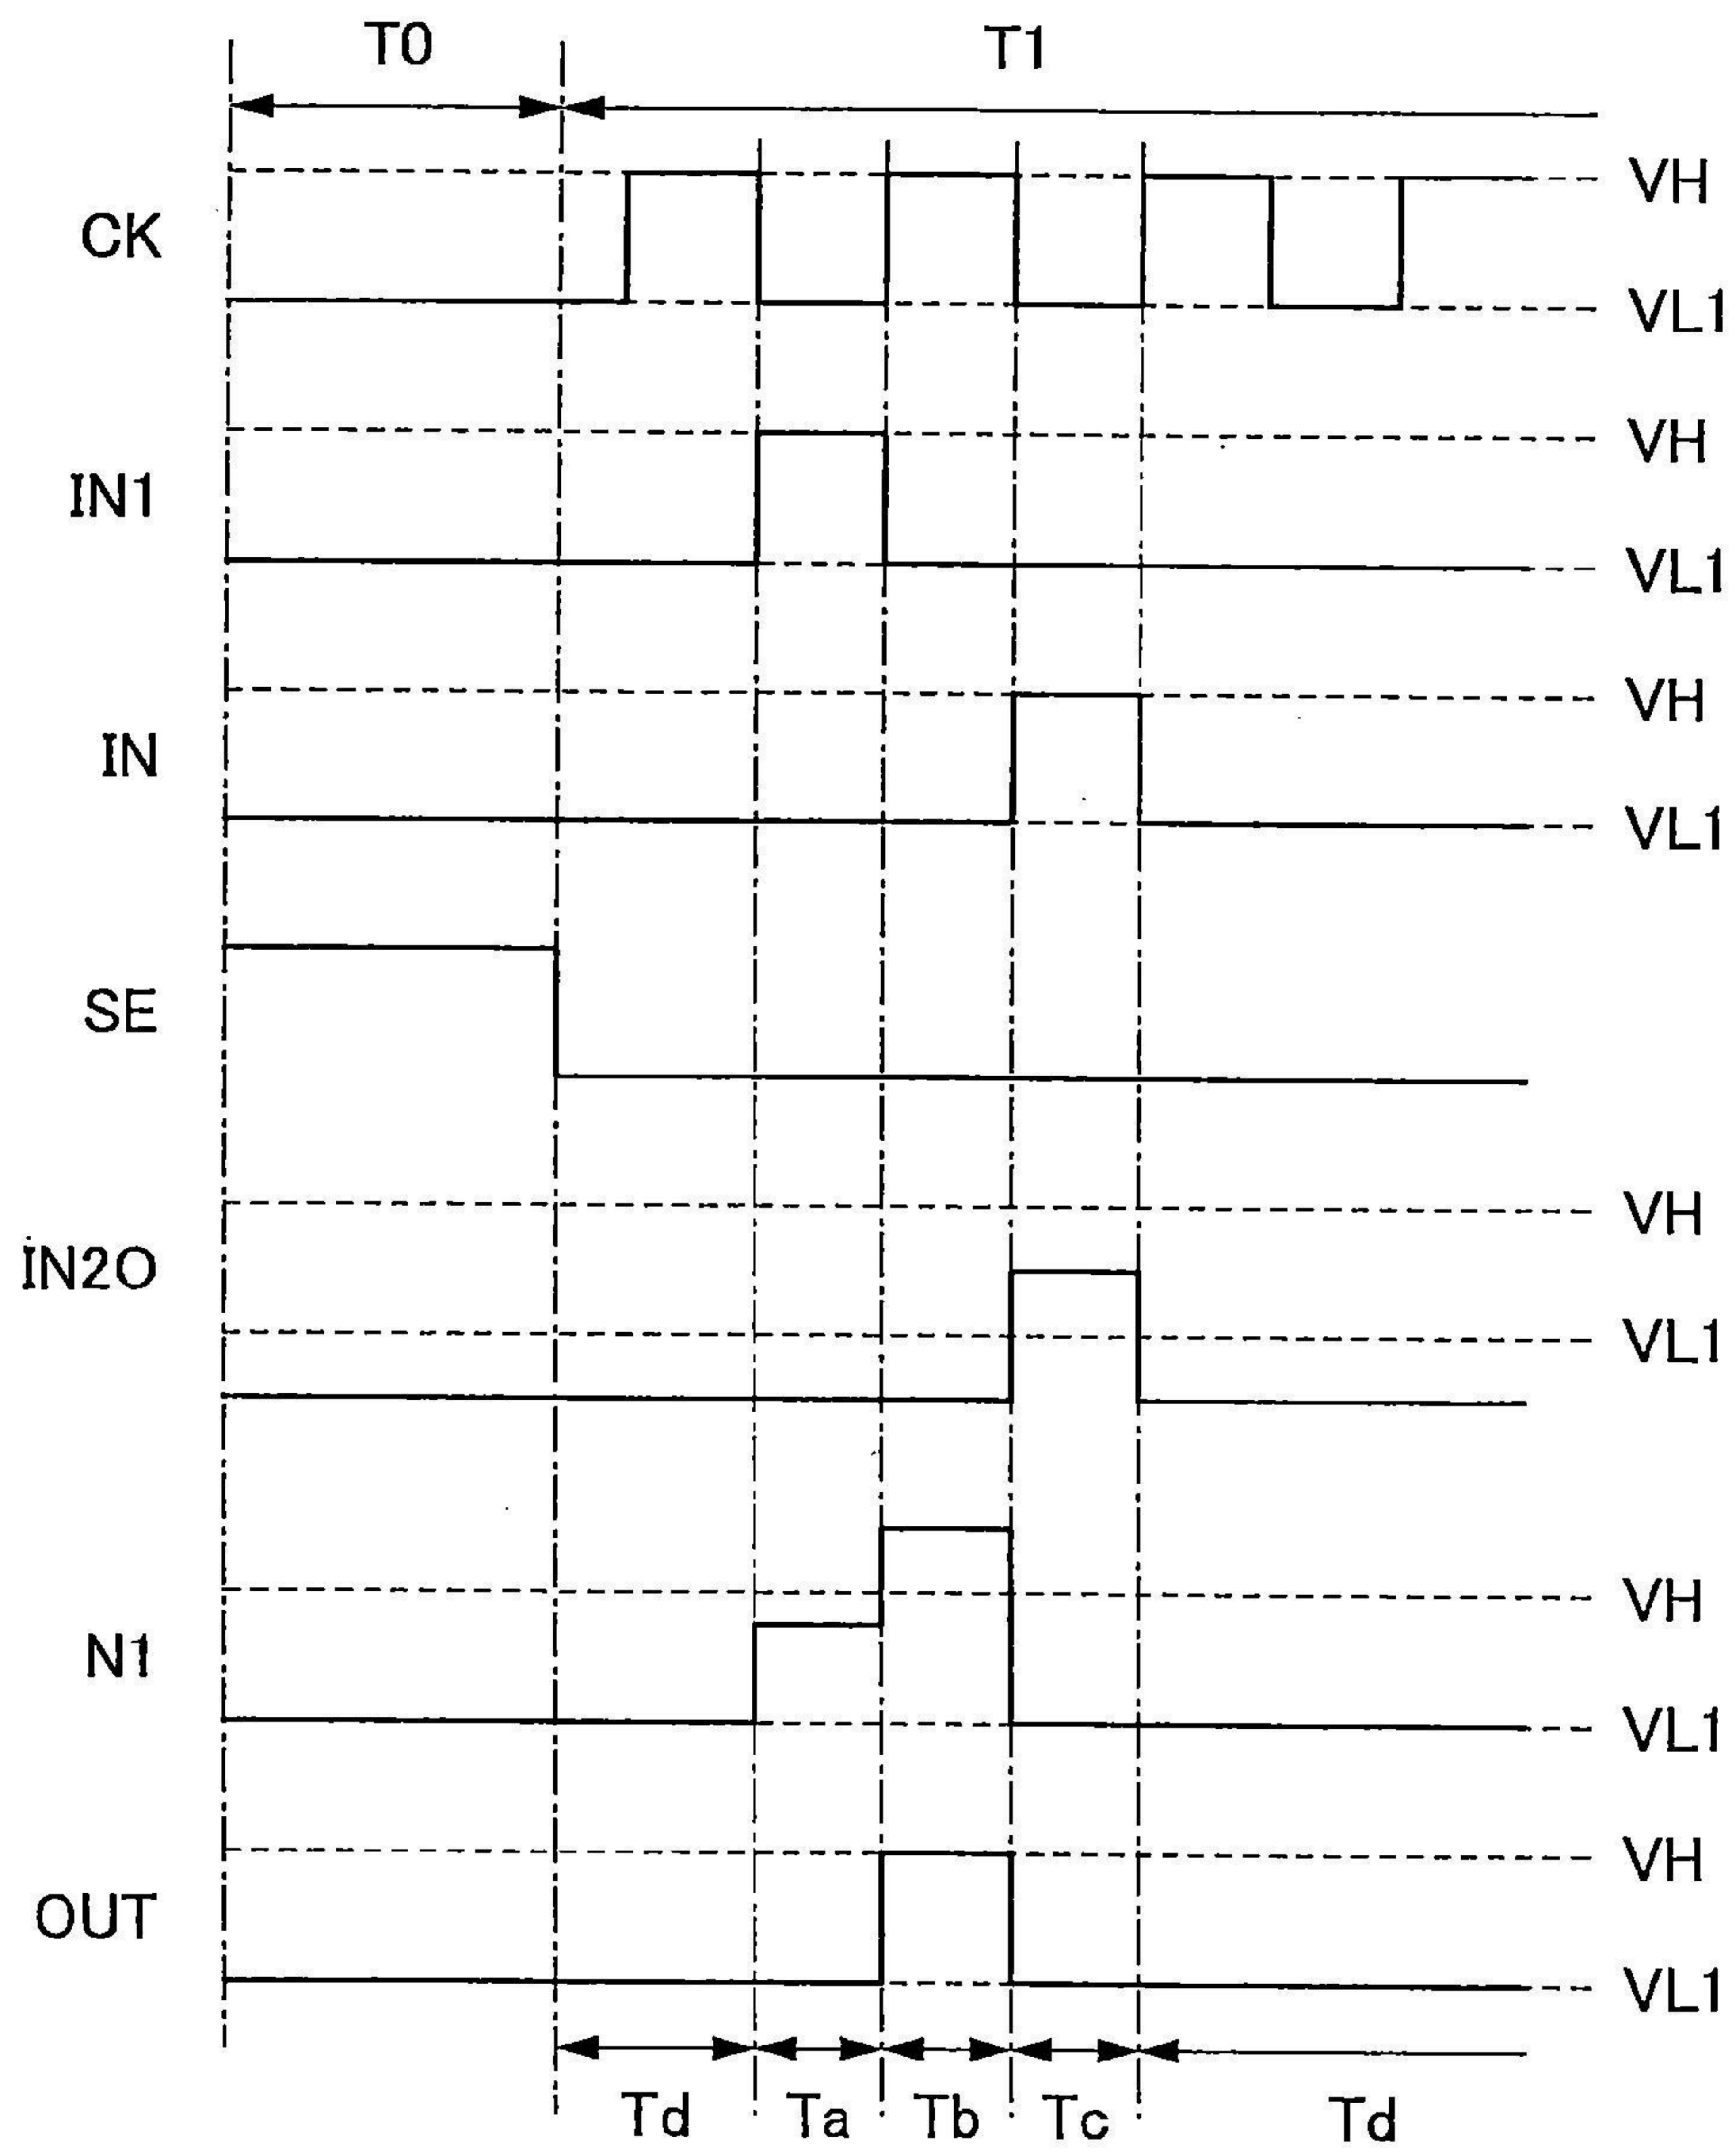 T0 T1
CK VH
VL1
IN1 VH
VL1
IN VH
VL1
SE
IN2O VH
VL1
N1 VH
VL1
OUT VH
VL1
Td Ta Tb Tc Td